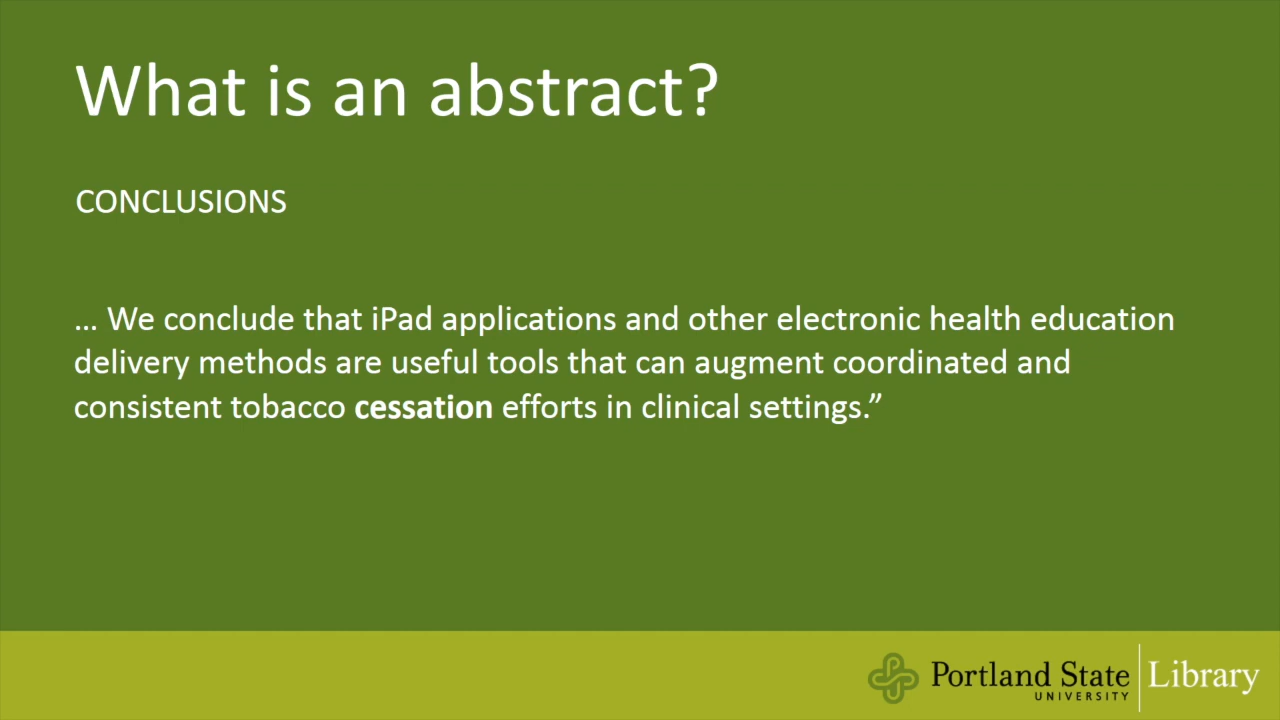 What is an abstract?
CONCLUSIONS
... We conclude that iPad applications and other electronic health education
delivery methods are useful tools that can augment coordinated and
consistent tobacco cessation efforts in clinical settings.”
Portland State
UNIVERSITY
Library